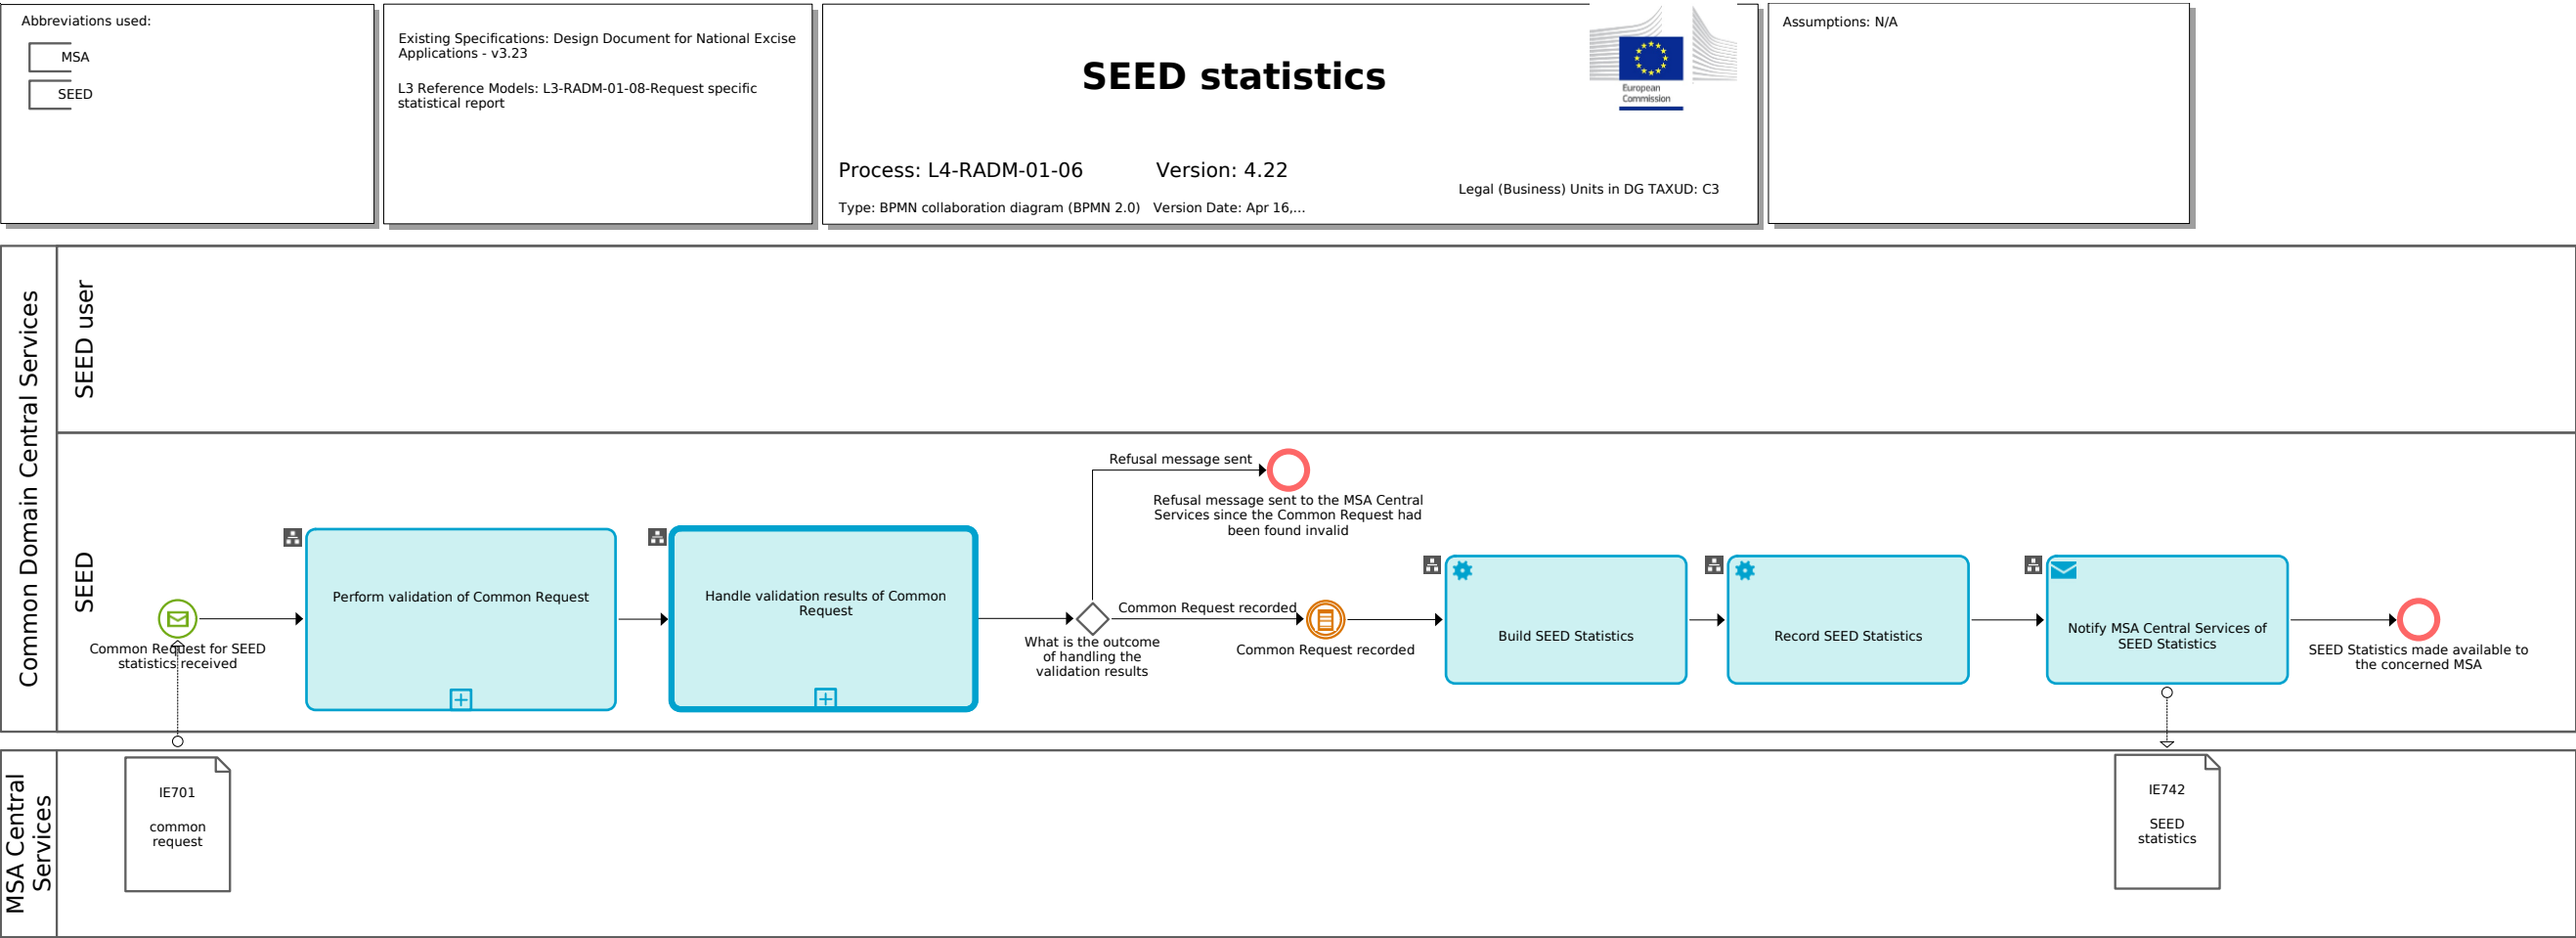 Abbreviations used:
MSA
SEED
Existing Specifications: Design Document for National Excise
Applications - v3.23
L3 Reference Models: L3-RADM-01-08-Request specific
statistical report
SEED statistics
European
Commission
Process: L4-RADM-01-06
Version: 4.22
Legal (Business) Units in DG TAXUD: C3
Type: BPMN collaboration diagram (BPMN 2.0)
Version Date: Apr 16,...
Assumptions: N/A
Common Domain Central Services
SEED user
SEED
Common Request for SEED
statistics received
Perform validation of Common Request
Handle validation results of Common
Request
What is the outcome
of handling the
validation results
Refusal message sent
Refusal message sent to the MSA Central
Services since the Common Request had
been found invalid
Common Request recorded
Common Request recorded
Build SEED Statistics
Record SEED Statistics
Notify MSA Central Services of
SEED Statistics
SEED Statistics made available to
the concerned MSA
MSA Central
Services
IE701
common
request
IE742
SEED
statistics